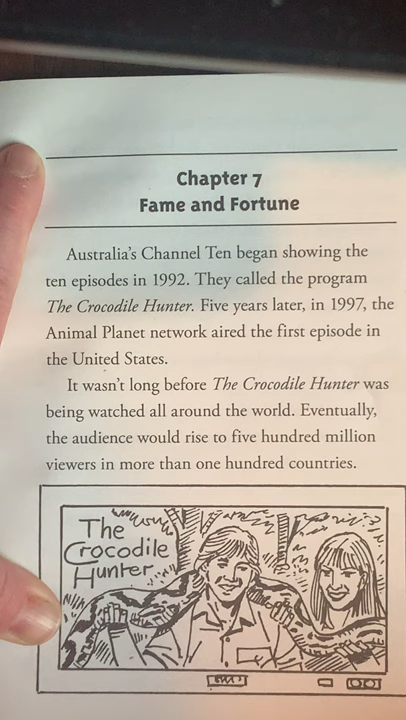 Chapter 7
Fame and Fortune
Australia's Channel Ten began showing the
ten episodes in 1992. They called the program
The Crocodile Hunter. Five years later, in 1997, the
Animal Planet network aired the first episode in
the United States.
It wasn't long before The Crocodile Hunter was
being watched all around the world. Eventually,
the audience would rise to five hundred million
viewers in more than one hundred countries.
The
Crocodile
Hunter